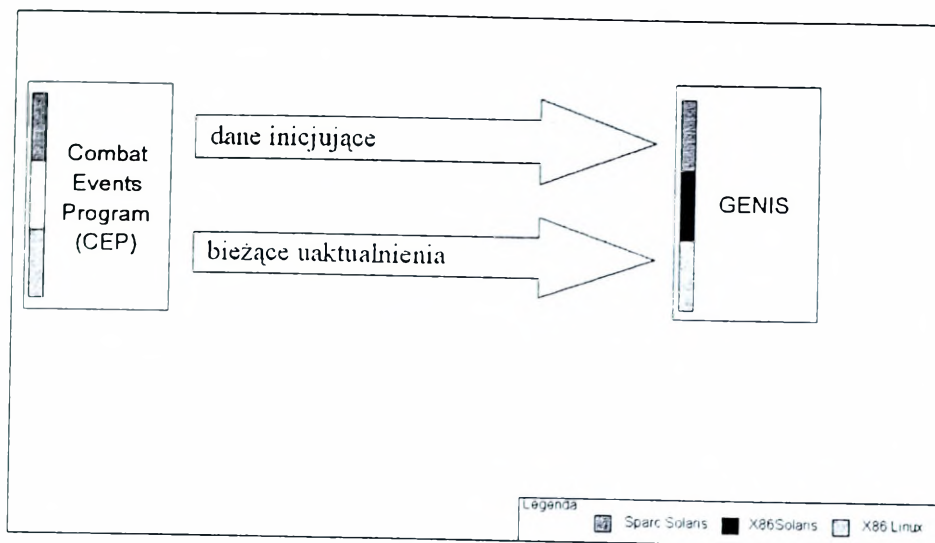 Combat
Events
Program
(CEP)
dane inicjujące
bieżące uaktualnienia
GENIS
Legenda
Sparc Solaris
X86Solaris
X86 Linux